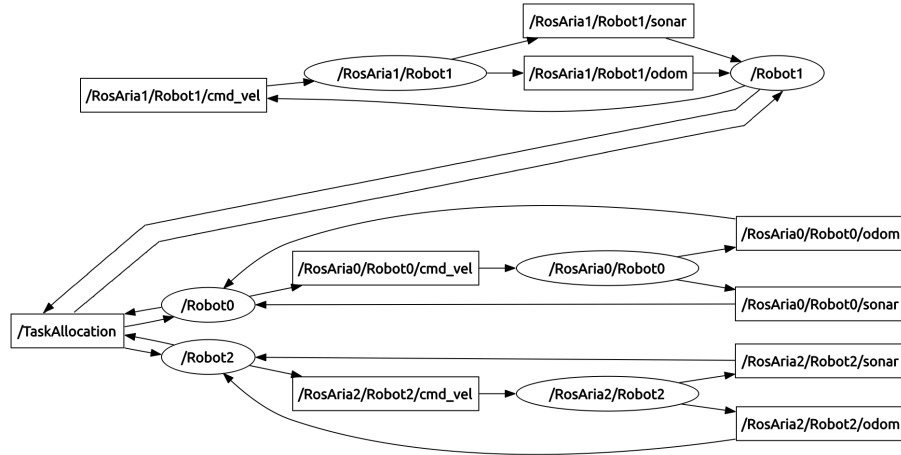 /RosAria1/Robot1/sonar
/RosAria1/Robot1
/RosAria1/Robot1/odom
/Robot1
/RosAria1/Robot1/cmd_vel
/RosAria0/Robot0/odom
/RosAria0/Robot0/cmd_vel
/RosAria0/Robot0
/Robot0
/RosAria0/Robot0/sonar
/TaskAllocation
/Robot2
/RosAria2/Robot2/sonar
/RosAria2/Robot2/cmd_vel
/RosAria2/Robot2
/RosAria2/Robot2/odom